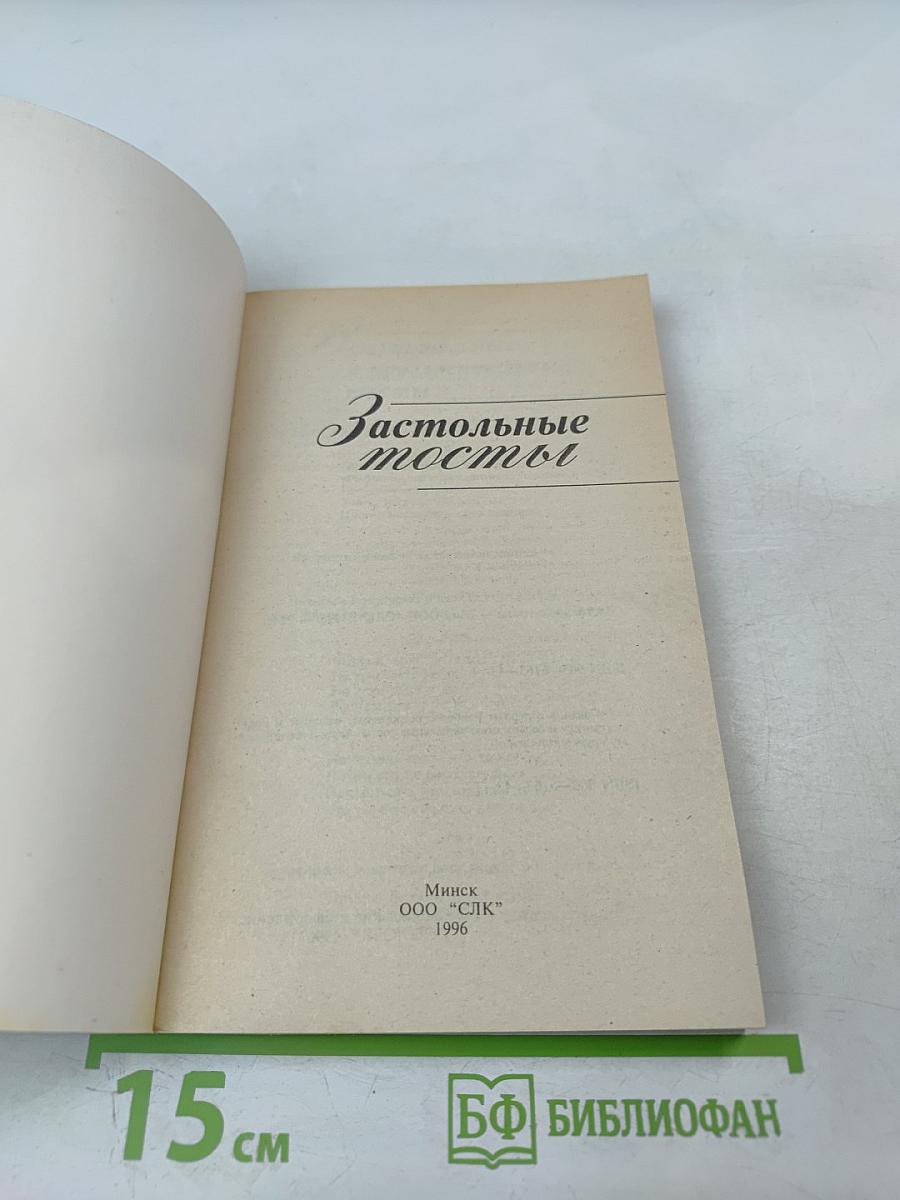 Застольные
тосты
Минск
ООО “СЛК”
1996
15 см
БФ БИБЛИОФАН